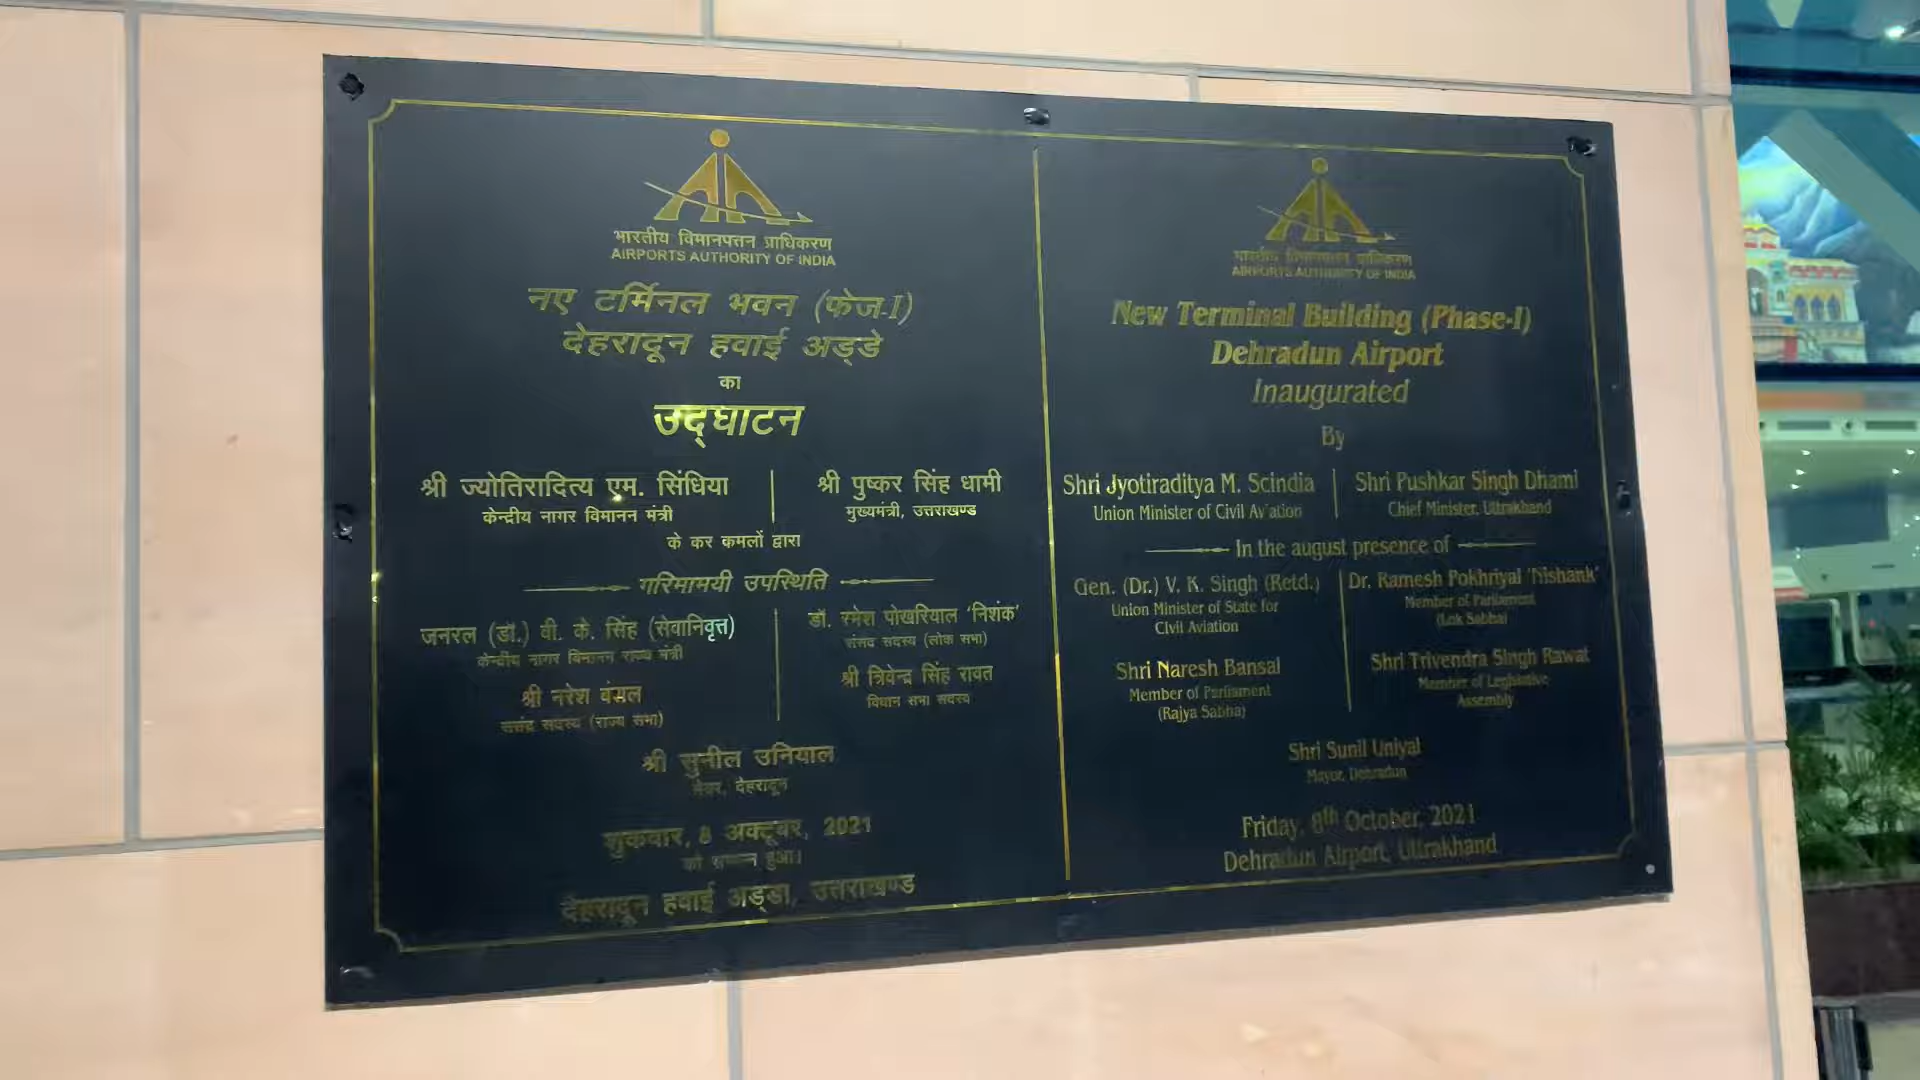 भारतीय विमानपत्तन प्राधिकरण
AIRPORTS AUTHORITY OF INDIA
नए टर्मिनल भवन (फेज-I)
देहरादून हवाई अड्डे
का
उद्घाटन
श्री ज्योतिरादित्य एम. सिंधिया
केन्द्रीय नागर विमानन मंत्री
श्री पुष्कर सिंह धामी
मुख्यमंत्री, उत्तराखण्ड
के कर कमलों द्वारा
गरिमामयी उपस्थिति
जनरल (डॉ.) वी. के. सिंह (सेवानिवृत्त)
केन्द्रीय नागर विमानन राज्य मंत्री
डॉ. रमेश पोखरियाल 'निशंक'
संसद सदस्य (लोक सभा)
श्री नरेश बंसल
संसद सदस्य (राज्य सभा)
श्री त्रिवेन्द्र सिंह रावत
विधान सभा सदस्य
श्री सुनील उनियाल
मेयर, देहरादून
शुक्रवार, 8 अक्टूबर, 2021
को सम्पन्न हुआ।
देहरादून हवाई अड्डा, उत्तराखण्ड
भारतीय विमानपत्तन प्राधिकरण
AIRPORTS AUTHORITY OF INDIA
New Terminal Building (Phase-I)
Dehradun Airport
Inaugurated
By
Shri Jyotiraditya M. Scindia
Union Minister of Civil Aviation
Shri Pushkar Singh Dhami
Chief Minister, Uttrakhand
In the august presence of
Gen. (Dr.) V. K. Singh (Retd.)
Union Minister of State for
Civil Aviation
Dr. Ramesh Pokhriyal 'Nishank'
Member of Parliament
(Lok Sabha)
Shri Naresh Bansal
Member of Parliament
(Rajya Sabha)
Shri Trivendra Singh Rawat
Member of Legislative
Assembly
Shri Sunil Uniyal
Mayor, Dehradun
Friday, 8th October, 2021
Dehradun Airport, Uttrakhand